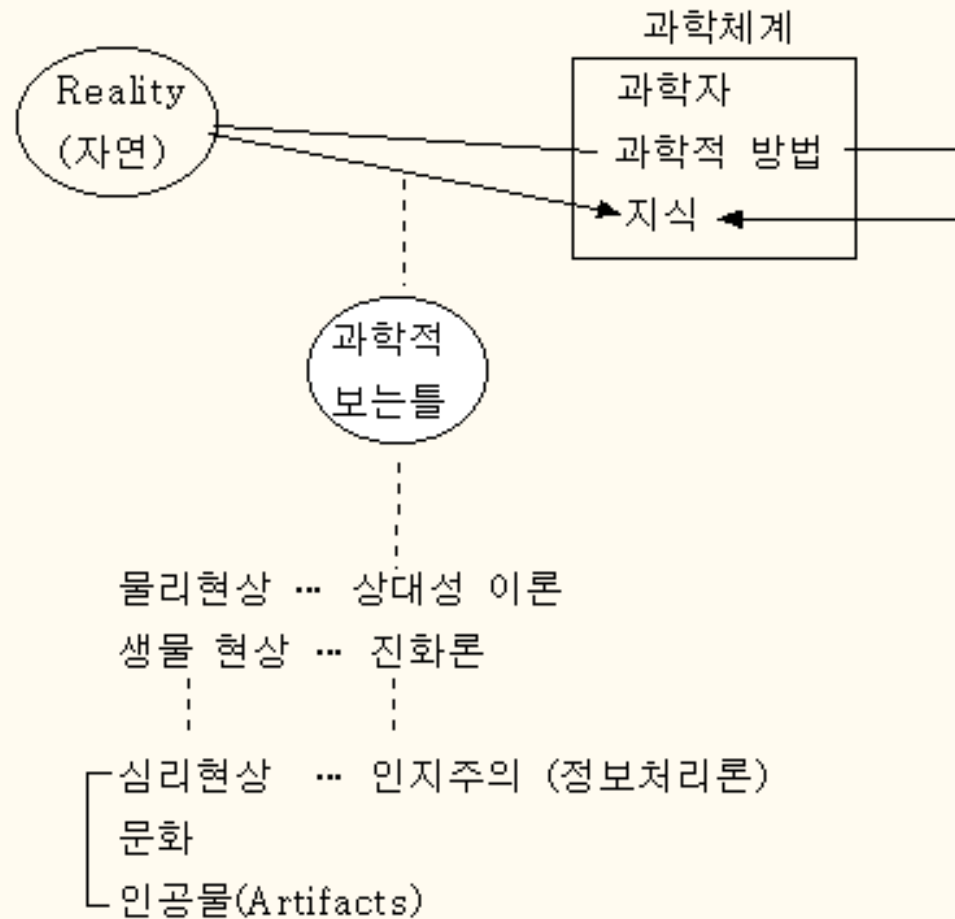 과학체계
Reality
(자연)
과학자
과학적 방법
지식
과학적
보는틀
물리현상 … 상대성 이론
생물 현상 … 진화론
심리현상 … 인지주의 (정보처리론)
문화
인공물(Artifacts)